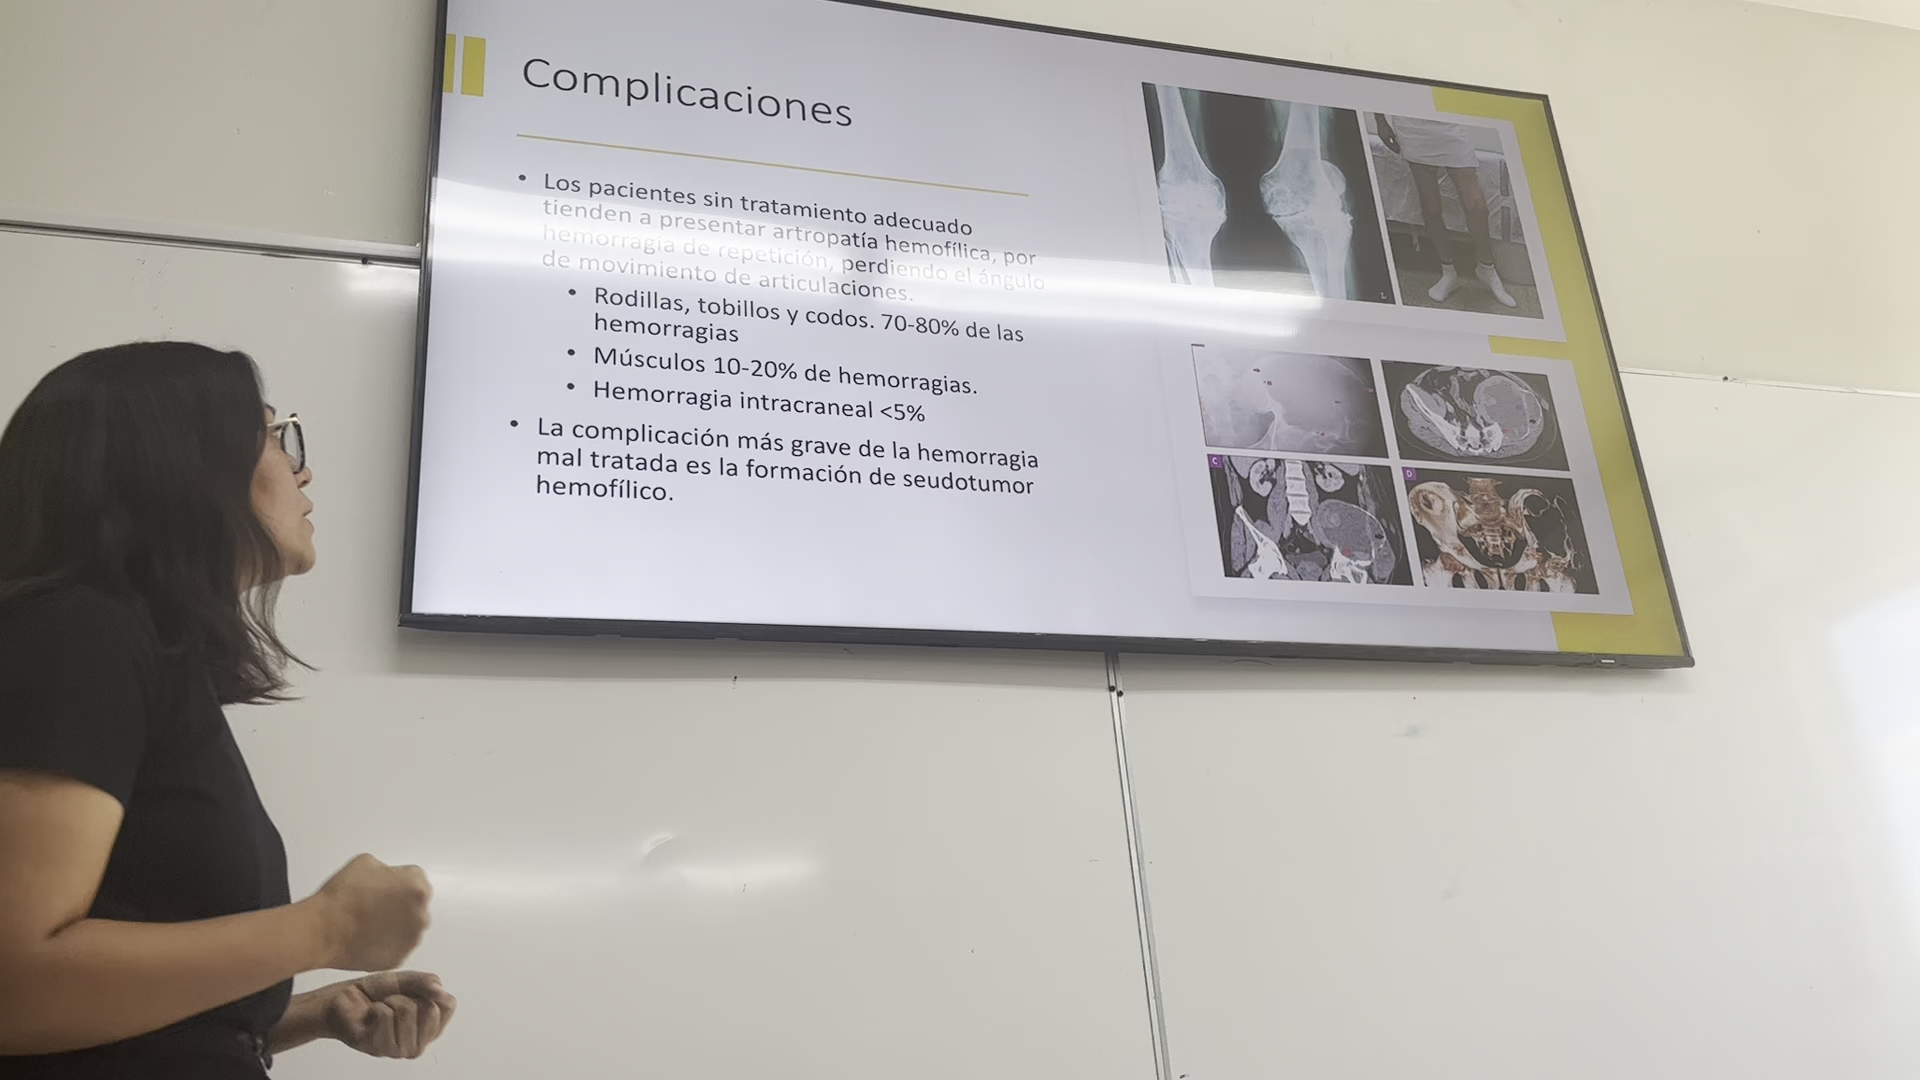 Complicaciones
• Los pacientes sin tratamiento adecuado
tienden a presentar artropatía hemofílica, por
hemorragia de repetición, perdiendo el ángulo
de movimiento de articulaciones.
• Rodillas, tobillos y codos. 70-80% de las
hemorragias
• Músculos 10-20% de hemorragias.
• Hemorragia intracraneal <5%
• La complicación más grave de la hemorragia
mal tratada es la formación de seudotumor
hemofílico.
L
C
D